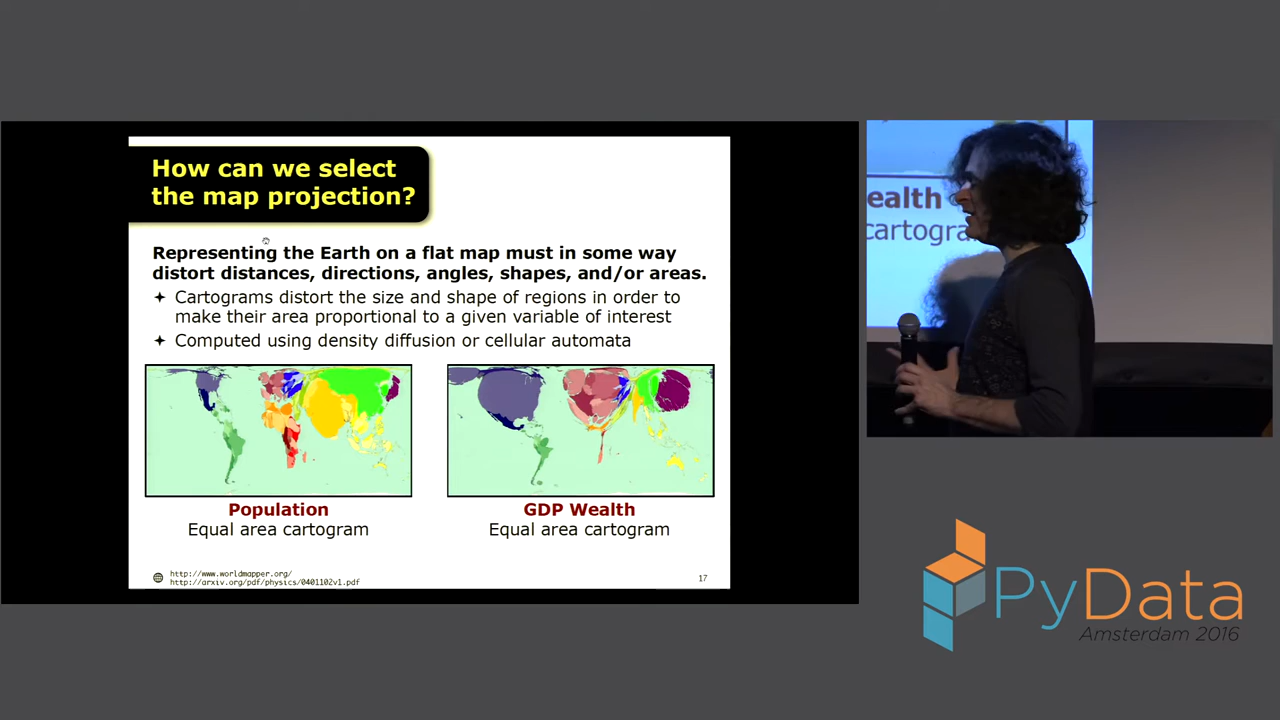 How can we select
the map projection?
Representing the Earth on a flat map must in some way
distort distances, directions, angles, shapes, and/or areas.
Cartograms distort the size and shape of regions in order to
make their area proportional to a given variable of interest
Computed using density diffusion or cellular automata
Population
Equal area cartogram
GDP Wealth
Equal area cartogram
http://www.worldmapper.org/
http://arxiv.org/pdf/physics/0401102v1.pdf
17
ealth
cartogra
PyData
Amsterdam 2016